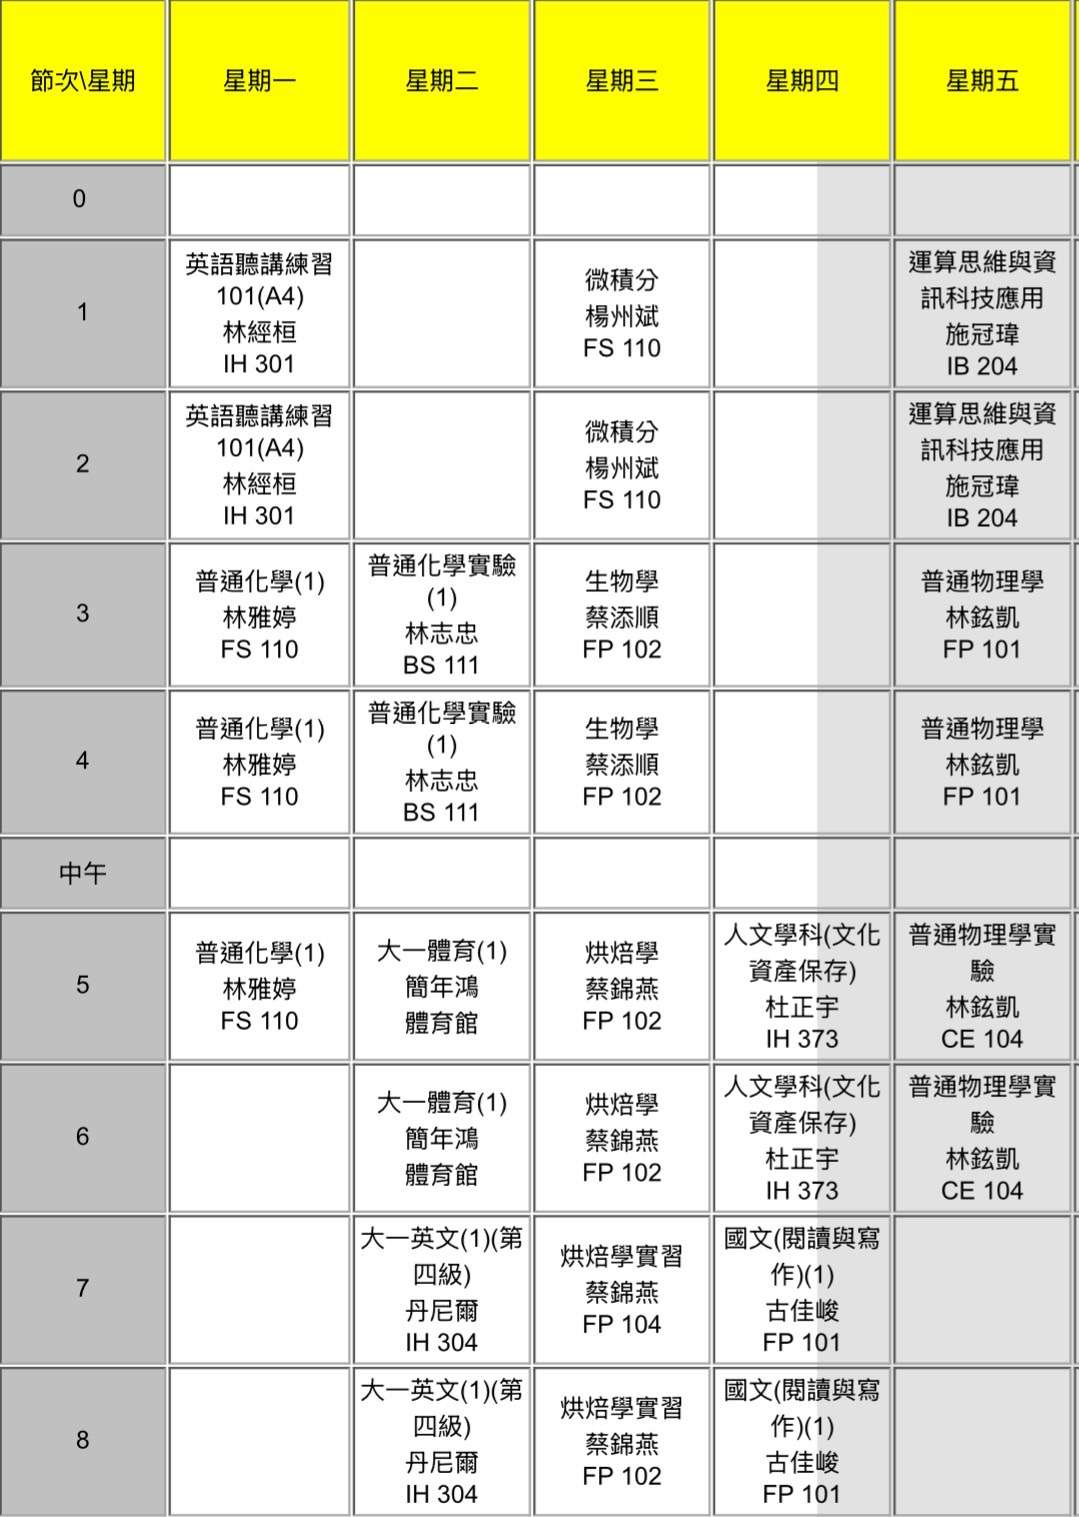 節次\星期 星期一 星期二 星期三 星期四 星期五
0
1
英語聽講練習
101(A4)
林經桓
IH 301
微積分
楊州斌
FS 110
運算思維與資
訊科技應用
施冠瑋
IB 204
2
英語聽講練習
101(A4)
林經桓
IH 301
微積分
楊州斌
FS 110
運算思維與資
訊科技應用
施冠瑋
IB 204
3
普通化學(1)
林雅婷
FS 110
普通化學實驗
(1)
林志忠
BS 111
生物學
蔡添順
FP 102
普通物理學
林鉉凱
FP 101
4
普通化學(1)
林雅婷
FS 110
普通化學實驗
(1)
林志忠
BS 111
生物學
蔡添順
FP 102
普通物理學
林鉉凱
FP 101
中午
5
普通化學(1)
林雅婷
FS 110
大一體育(1)
簡年鴻
體育館
烘焙學
蔡錦燕
FP 102
人文學科(文化
資產保存)
杜正宇
IH 373
普通物理學實
驗
林鉉凱
CE 104
6
大一體育(1)
簡年鴻
體育館
烘焙學
蔡錦燕
FP 102
人文學科(文化
資產保存)
杜正宇
IH 373
普通物理學實
驗
林鉉凱
CE 104
7
大一英文(1)(第
四級)
丹尼爾
IH 304
烘焙學實習
蔡錦燕
FP 104
國文(閱讀與寫
作)(1)
古佳峻
FP 101
8
大一英文(1)(第
四級)
丹尼爾
IH 304
烘焙學實習
蔡錦燕
FP 102
國文(閱讀與寫
作)(1)
古佳峻
FP 101